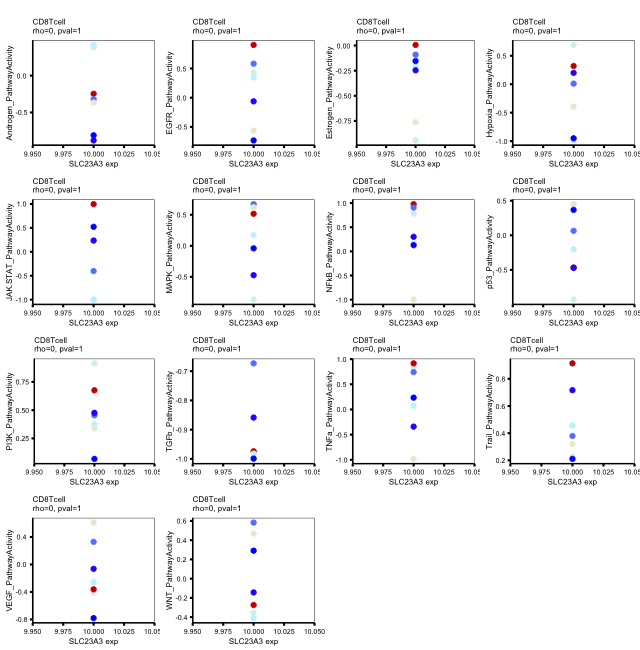 CD8Tcell
rho=0, pval=1
Androgen_PathwayActivity
0.0
-0.5
9.950
9.975
10.000
10.025
10.05
SLC23A3 exp
CD8Tcell
rho=0, pval=1
EGFR_PathwayActivity
0.5
0.0
-0.5
9.950
9.975
10.000
10.025
10.05
SLC23A3 exp
CD8Tcell
rho=0, pval=1
Estrogen_PathwayActivity
0.00
-0.25
-0.50
-0.75
9.950
9.975
10.000
10.025
10.05
SLC23A3 exp
CD8Tcell
rho=0, pval=1
Hypoxia_PathwayActivity
0.5
0.0
-0.5
-1.0
9.950
9.975
10.000
10.025
10.05
SLC23A3 exp
CD8Tcell
rho=0, pval=1
JAK.STAT_PathwayActivity
1.0
0.5
0.0
-0.5
-1.0
9.950
9.975
10.000
10.025
10.05
SLC23A3 exp
CD8Tcell
rho=0, pval=1
MAPK_PathwayActivity
0.5
0.0
-0.5
9.950
9.975
10.000
10.025
10.05
SLC23A3 exp
CD8Tcell
rho=0, pval=1
NFkB_PathwayActivity
1.0
0.5
0.0
-0.5
-1.0
9.950
9.975
10.000
10.025
10.05
SLC23A3 exp
CD8Tcell
rho=0, pval=1
p53_PathwayActivity
0.5
0.0
-0.5
9.950
9.975
10.000
10.025
10.05
SLC23A3 exp
CD8Tcell
rho=0, pval=1
PI3K_PathwayActivity
0.75
0.50
0.25
9.950
9.975
10.000
10.025
10.05
SLC23A3 exp
CD8Tcell
rho=0, pval=1
TGFb_PathwayActivity
-0.7
-0.8
-0.9
-1.0
9.950
9.975
10.000
10.025
10.05
SLC23A3 exp
CD8Tcell
rho=0, pval=1
TNFa_PathwayActivity
1.0
0.5
0.0
-0.5
-1.0
9.950
9.975
10.000
10.025
10.05
SLC23A3 exp
CD8Tcell
rho=0, pval=1
Trail_PathwayActivity
0.8
0.6
0.4
0.2
9.950
9.975
10.000
10.025
10.05
SLC23A3 exp
CD8Tcell
rho=0, pval=1
VEGF_PathwayActivity
0.4
0.0
-0.4
-0.8
9.950
9.975
10.000
10.025
10.05
SLC23A3 exp
CD8Tcell
rho=0, pval=1
WNT_PathwayActivity
0.6
0.4
0.2
0.0
-0.2
-0.4
9.950
9.975
10.000
10.025
10.050
SLC23A3 exp